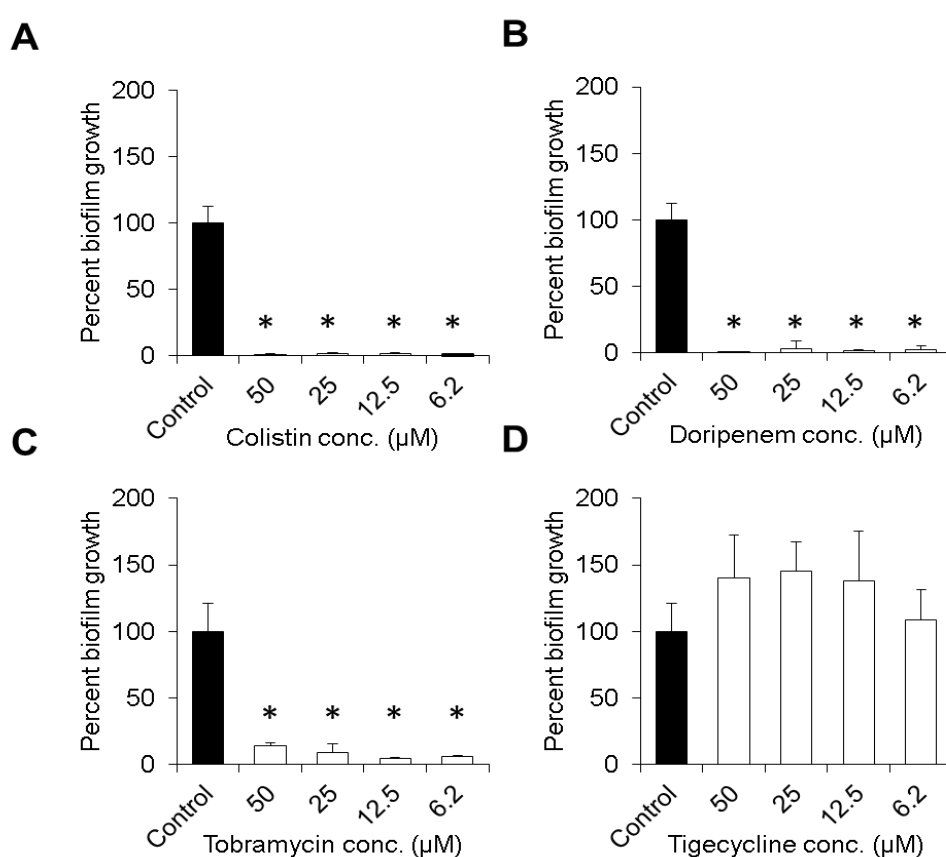 A
Percent biofilm growth
200
150
100
50
0
* * * *
Control 50 25 12.5 6.2
Colistin conc. (µM)
B
Percent biofilm growth
200
150
100
50
0
* * * *
Control 50 25 12.5 6.2
Doripenem conc. (µM)
C
Percent biofilm growth
200
150
100
50
0
* * * *
Control 50 25 12.5 6.2
Tobramycin conc. (µM)
D
Percent biofilm growth
200
150
100
50
0
Control 50 25 12.5 6.2
Tigecycline conc. (µM)